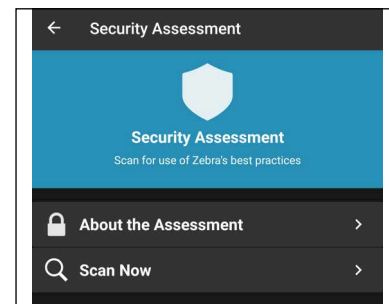 Security Assessment
Security Assessment
Scan for use of Zebra's best practices
About the Assessment
Scan Now